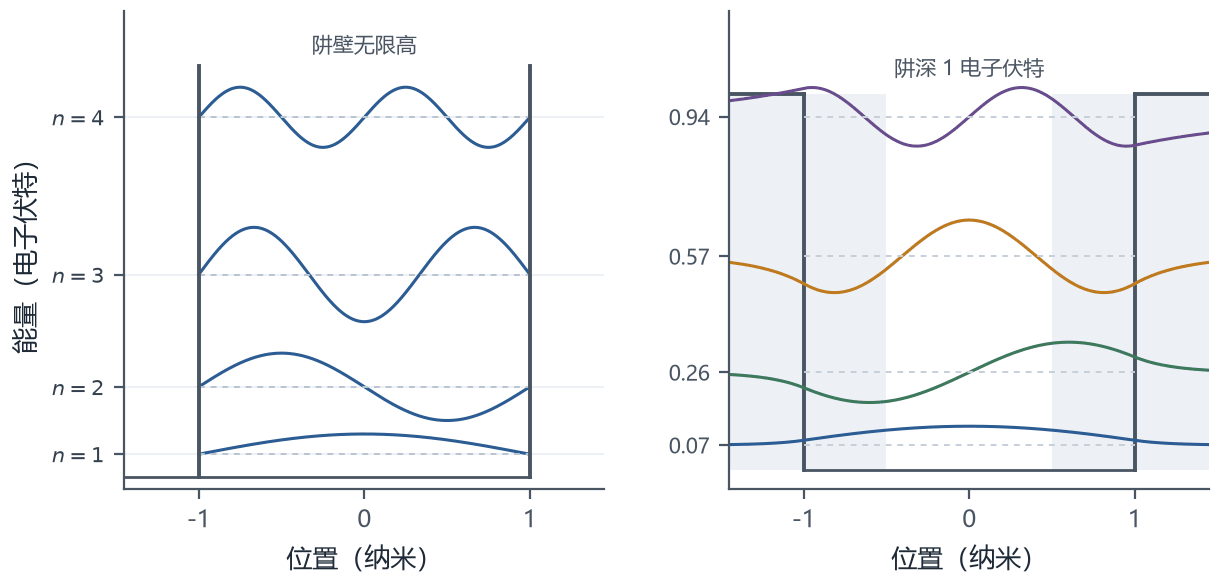 阱壁无限高
能量（电子伏特）
n = 4
n = 3
n = 2
n = 1
-1 0 1
位置（纳米）
阱深 1 电子伏特
0.94
0.57
0.26
0.07
-1 0 1
位置（纳米）